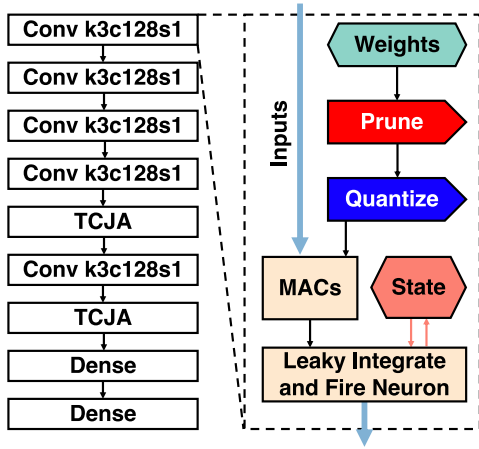 Conv k3c128s1
Conv k3c128s1
Conv k3c128s1
Conv k3c128s1
TCJA
Conv k3c128s1
TCJA
Dense
Dense
Inputs
Weights
Prune
Quantize
MACs
State
Leaky Integrate
and Fire Neuron